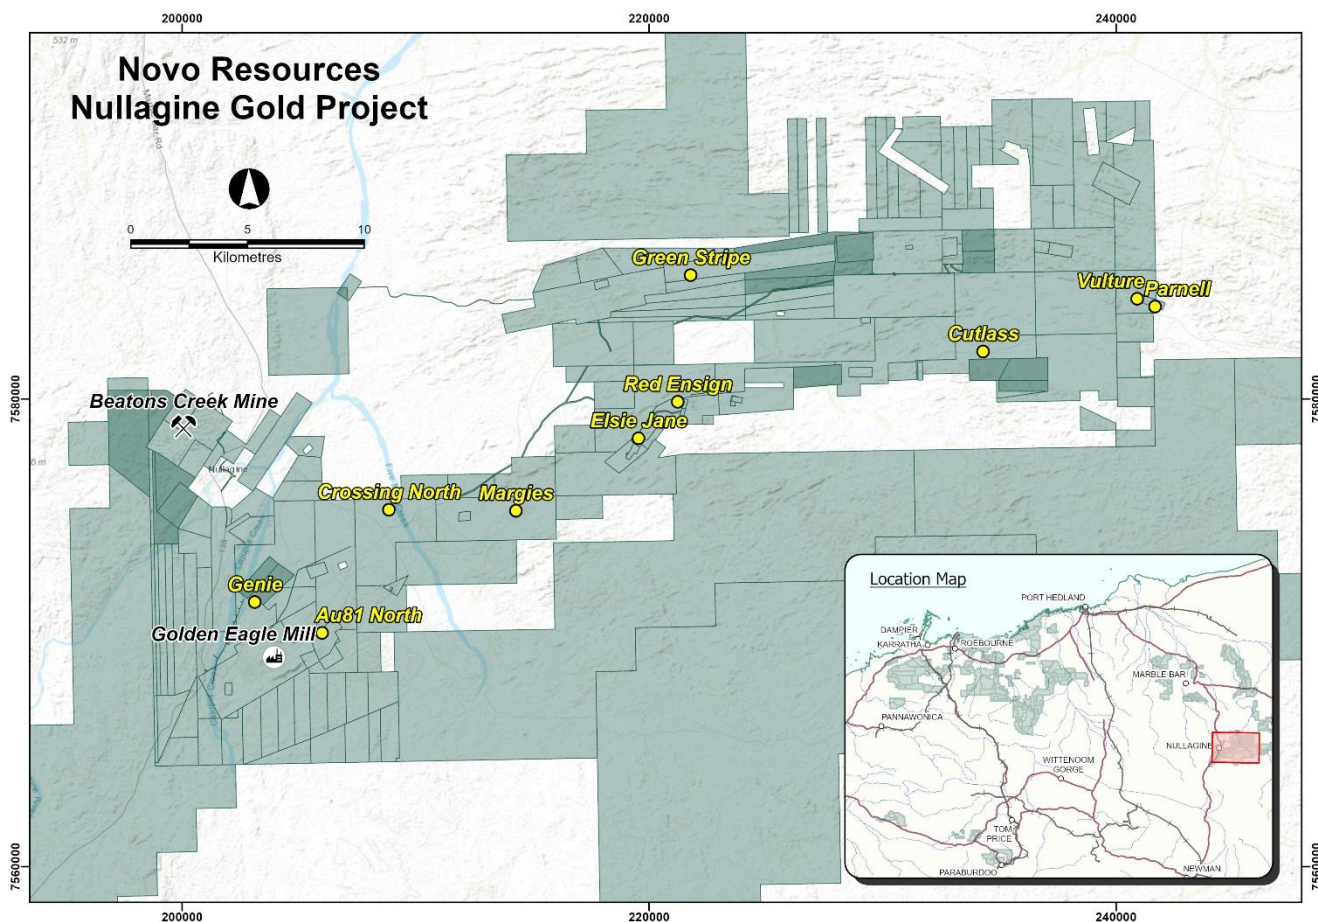 200000
220000
240000
532 m
Novo Resources
Nullagine Gold Project
0
5
10
Kilometres
Green Stripe
Vulture
Parnell
Cutlass
7580000
7580000
Red Ensign
Elsie Jane
Beatons Creek Mine
Nullagine
Crossing North
Margies
Genie
Au81 North
Golden Eagle Mill
Location Map
PORT HEDLAND
DAMPIER
KARRATHA
ROEBOURNE
MARBLE BAR
PANNAWONICA
NULLAGINE
WITTENOOM
GORGE
TOM
PRICE
PARABURDOO
NEWMAN
7560000
7560000
200000
220000
240000